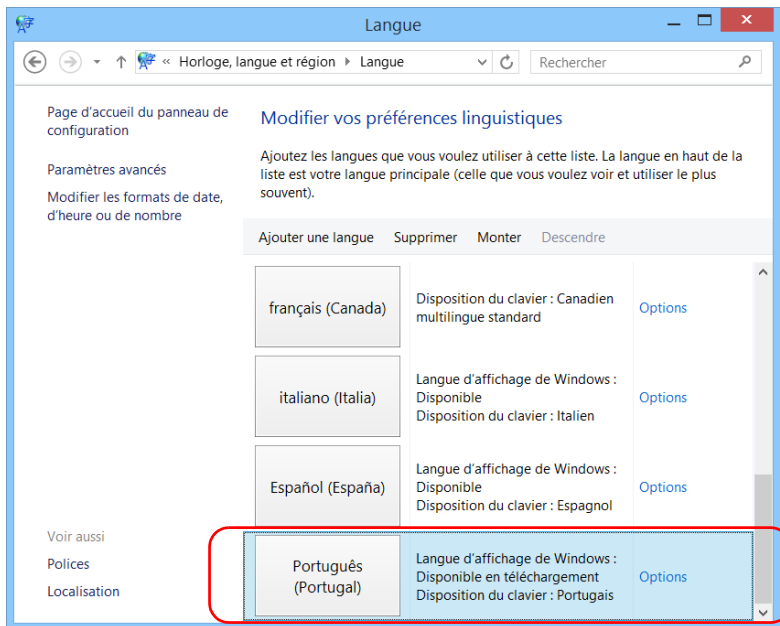 Langue
« Horloge, langue et région ▸ Langue
Rechercher
Page d'accueil du panneau de
configuration
Paramètres avancés
Modifier les formats de date,
d'heure ou de nombre
Voir aussi
Polices
Localisation
Modifier vos préférences linguistiques
Ajoutez les langues que vous voulez utiliser à cette liste. La langue en haut de la
liste est votre langue principale (celle que vous voulez voir et utiliser le plus
souvent).
Ajouter une langue Supprimer Monter Descendre
français (Canada)
Disposition du clavier : Canadien
multilingue standard
Options
italiano (Italia)
Langue d'affichage de Windows :
Disponible
Disposition du clavier : Italien
Options
Español (España)
Langue d'affichage de Windows :
Disponible
Disposition du clavier : Espagnol
Options
Português
(Portugal)
Langue d'affichage de Windows :
Disponible en téléchargement
Disposition du clavier : Portugais
Options